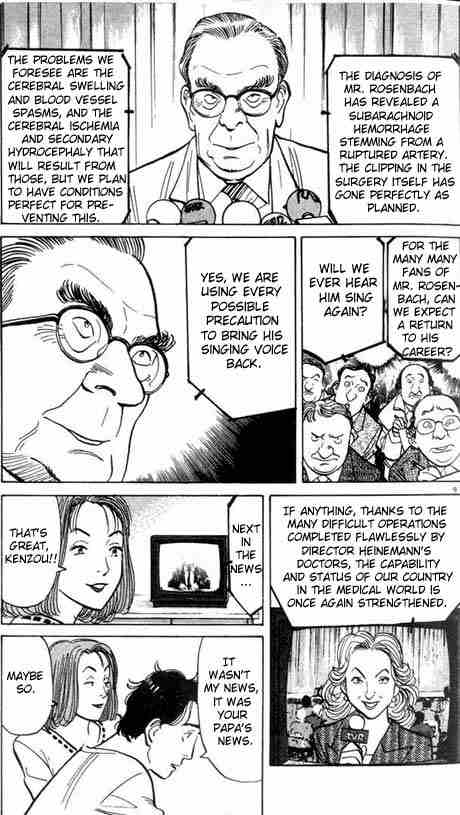 THE DIAGNOSIS OF
MR. ROSENBACH
HAS REVEALED A
SUBARACHNOID
HEMORRHAGE
STEMMING FROM A
RUPTURED ARTERY.
THE CLIPPING IN THE
SURGERY ITSELF HAS
GONE PERFECTLY AS
PLANNED.
THE PROBLEMS WE
FORESEE ARE THE
CEREBRAL SWELLING
AND BLOOD VESSEL
SPASMS, AND THE
CEREBRAL ISCHEMIA
AND SECONDARY
HYDROCEPHALY THAT
WILL RESULT FROM
THOSE, BUT WE PLAN
TO HAVE CONDITIONS
PERFECT FOR PRE-
VENTING THIS.
FOR THE
MANY MANY
FANS OF
MR. ROSEN-
BACH, CAN
WE EXPECT
A RETURN
TO HIS
CAREER?
WILL WE
EVER HEAR
HIM SING
AGAIN?
YES, WE ARE
USING EVERY
POSSIBLE
PRECAUTION
TO BRING HIS
SINGING VOICE
BACK.
9
IF ANYTHING, THANKS TO THE
MANY DIFFICULT OPERATIONS
COMPLETED FLAWLESSLY BY
DIRECTOR HEINEMANN'S
DOCTORS, THE CAPABILITY
AND STATUS OF OUR COUNTRY
IN THE MEDICAL WORLD IS
ONCE AGAIN STRENGTHENED.
NEXT
IN
THE
NEWS
...
THAT'S
GREAT,
KENZOU!!
IT
WASN'T
MY NEWS,
IT WAS
YOUR
PAPA'S
NEWS.
MAYBE
SO.